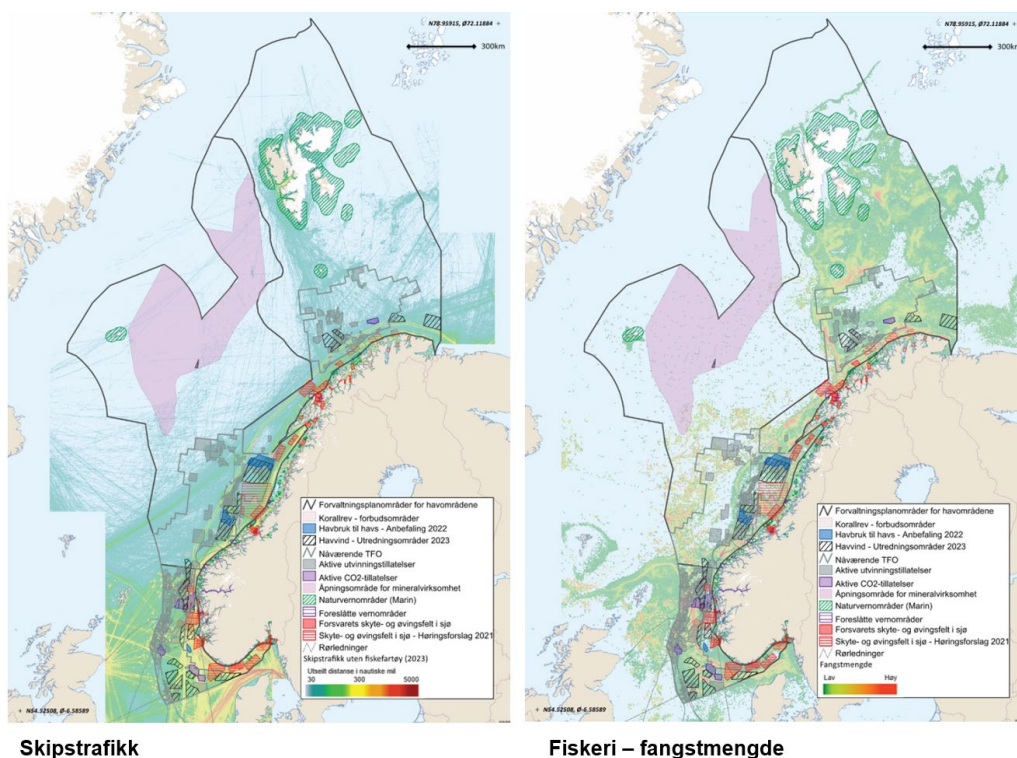 N78.95915, Ø72.11884 +
300km
Forvaltningsplanområder for havområdene
Korallrev - forbudsområder
Havbruk til havs - Anbefaling 2022
Havvind - Utredningsområder 2023
Nåværende TFO
Aktive utvinningstillatelser
Aktive CO2-tillatelser
Åpningsområde for mineralvirksomhet
Naturvernområder (Marin)
Foreslåtte vernområder
Forsvarets skyte- og øvingsfelt i sjø
Skyte- og øvingsfelt i sjø - Høringsforslag 2021
Rørledninger
Skipstrafikk uten fiskefartøy (2023)
Utseilt distanse i nautiske mil
30 300 5000
+ N54.52508, Ø-6.58589
Skipstrafikk
N78.95915, Ø72.11884 +
300km
Forvaltningsplanområder for havområdene
Korallrev - forbudsområder
Havbruk til havs - Anbefaling 2022
Havvind - Utredningsområder 2023
Nåværende TFO
Aktive utvinningstillatelser
Aktive CO2-tillatelser
Åpningsområde for mineralvirksomhet
Naturvernområder (Marin)
Foreslåtte vernområder
Forsvarets skyte- og øvingsfelt i sjø
Skyte- og øvingsfelt i sjø - Høringsforslag 2021
Rørledninger
Fangstmengde
Lav Høy
+ N54.52508, Ø-6.58589
Fiskeri – fangstmengde